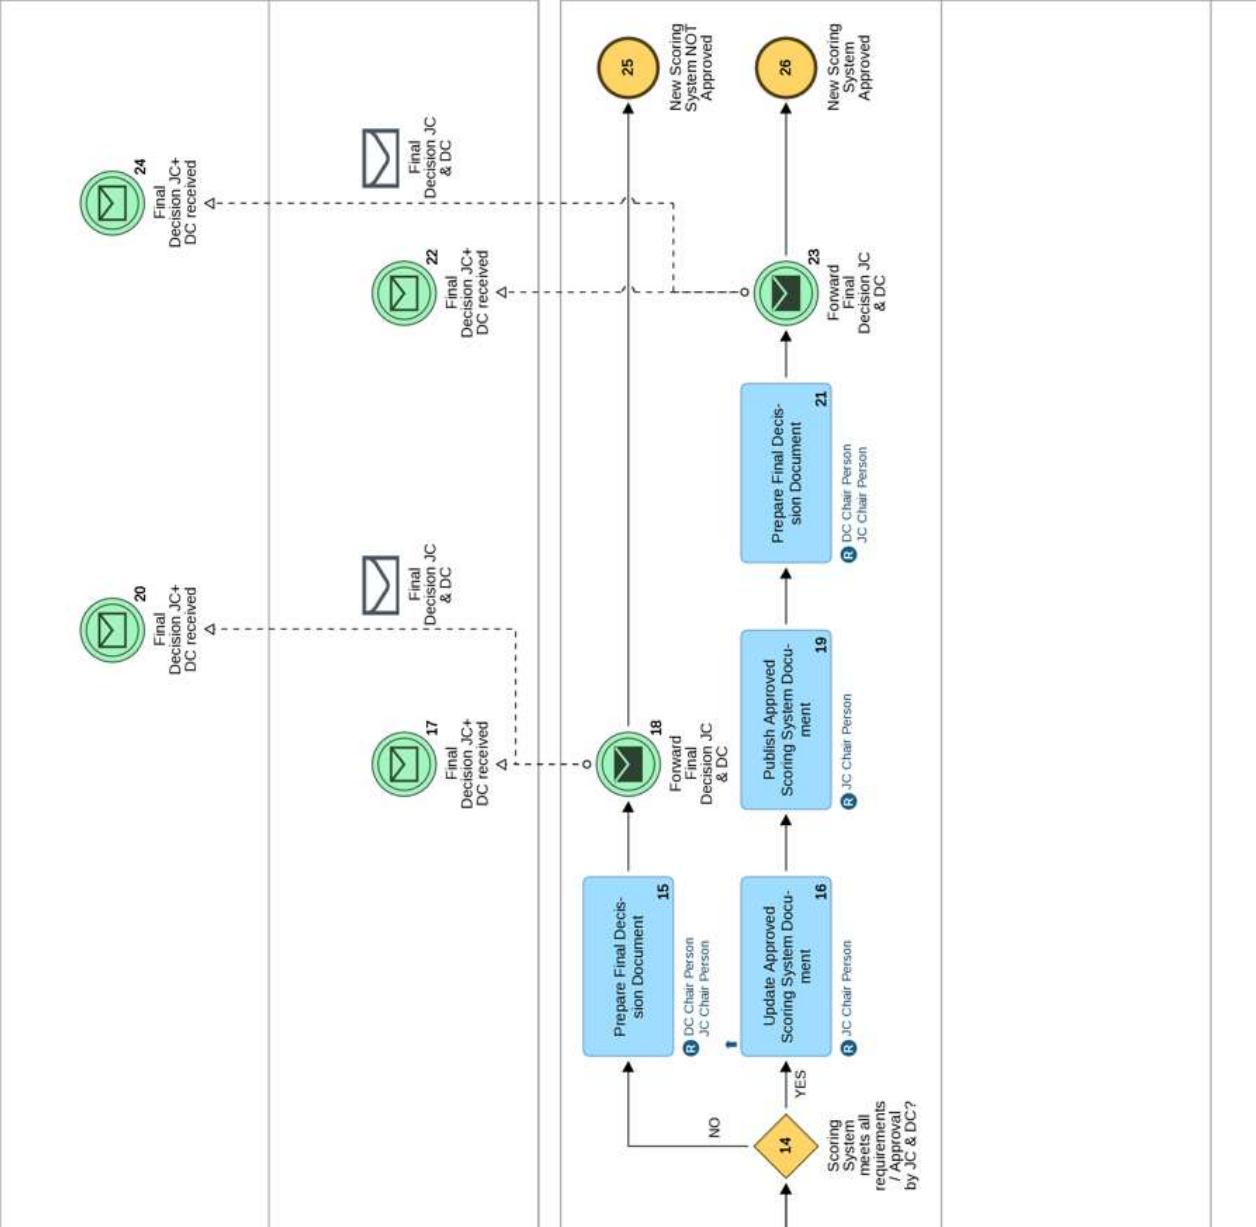 24
Final
Decision JC+
DC received
Final
Decision JC
& DC
22
Final
Decision JC+
DC received
20
Final
Decision JC+
DC received
Final
Decision JC
& DC
17
Final
Decision JC+
DC received
25
New Scoring
System NOT
Approved
26
New Scoring
System
Approved
23
Forward
Final
Decision JC
& DC
Prepare Final Decis-
sion Document
21
R DC Chair Person
JC Chair Person
Publish Approved
Scoring System Docu-
ment
19
R JC Chair Person
18
Forward
Final
Decision JC
& DC
Prepare Final Decis-
sion Document
15
R DC Chair Person
JC Chair Person
Update Approved
Scoring System Docu-
ment
16
R JC Chair Person
NO
YES
14
Scoring
System
meets all
requirements
/ Approval
by JC & DC?